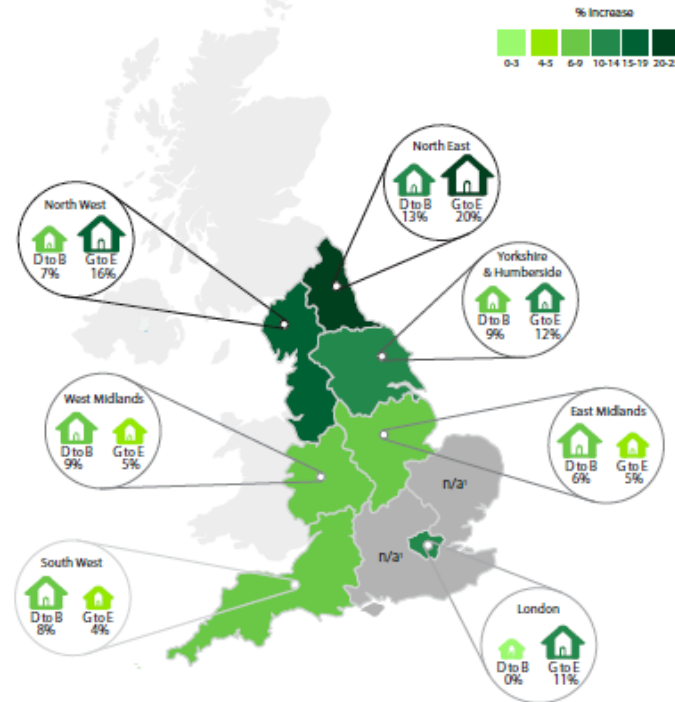 % Increase
0-3 4-5 6-9 10-14 15-19
North East
D to B G to E
13% 20%
North West
D to B G to E
7% 16%
Yorkshire
& Humberside
D to B G to E
9% 12%
West Midlands
D to B G to E
9% 5%
East Midlands
D to B G to E
6% 5%
n/a¹
n/a¹
South West
D to B G to E
8% 4%
London
D to B G to E
0% 11%